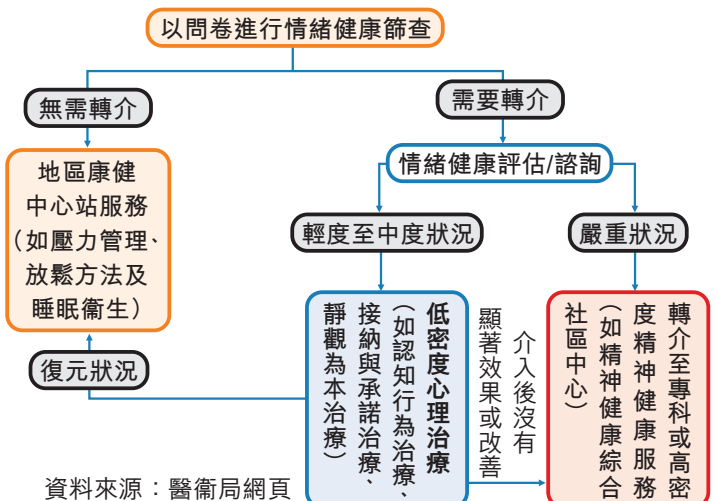 以問卷進行情緒健康篩查
無需轉介
需要轉介
地區康健
中心站服務
（如壓力管理、
放鬆方法及
睡眠衞生）
情緒健康評估/諮詢
輕度至中度狀況
嚴重狀況
復元狀況
低密度心理治療
（如認知行為治療、
接納與承諾治療、
靜觀為本治療）
介入後沒有
顯著效果或改善
轉介至專科或高密
度精神健康服務
（如精神健康綜合
社區中心）
資料來源：醫衞局網頁